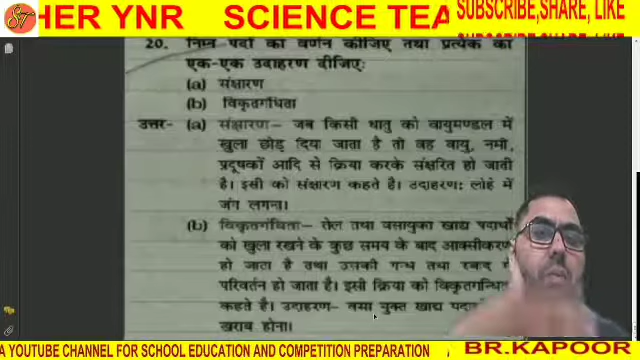 HER YNR SCIENCE TEA
SUBSCRIBE,SHARE, LIKE
20. निम्न पदों का वर्णन कीजिए तथा प्रत्येक का
एक-एक उदाहरण दीजिए:
(a) संक्षारण
(b) विकृतगंधिता
उत्तर- (a) संक्षारण– जब किसी धातु को वायुमण्डल में
खुला छोड़ दिया जाता है तो वह वायु, नमी,
प्रदूषकों आदि से क्रिया करके संक्षरित हो जाती
है। इसी को संक्षारण कहते है। उदाहरण: लोहे में
जंग लगना।
(b) विकृतगंधिता– तेल तथा वसायुक्त खाद्य पदार्थों
को खुला रखने के कुछ समय के बाद आक्सीकरण
हो जाता है तथा उसकी गन्ध तथा स्वाद
परिवर्तन हो जाता है। इसी क्रिया को विकृतगन्धि
कहते है। उदाहरण– वसा युक्त खाद्य
खराब होना।
A YOUTUBE CHANNEL FOR SCHOOL EDUCATION AND COMPETITION PREPARATION BR.KAPOOR